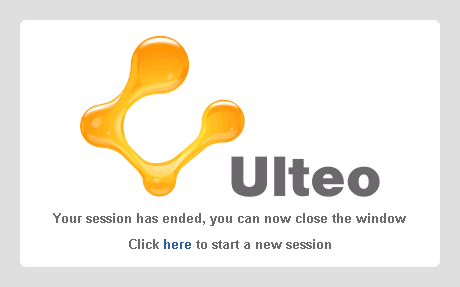 Ulteo
Your session has ended, you can now close the window
Click here to start a new session